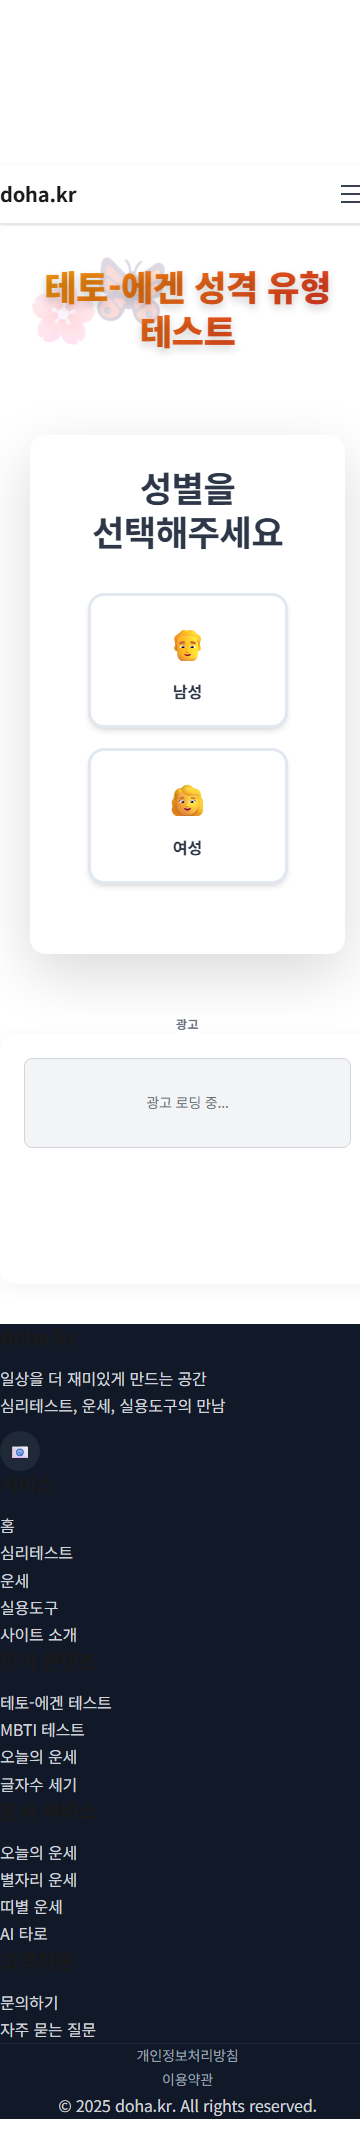 doha.kr
테토-에겐 성격 유형
테스트
성별을
선택해주세요
남성
여성
광고
광고 로딩 중...
doha.kr
일상을 더 재미있게 만드는 공간
심리테스트, 운세, 실용도구의 만남
홈
심리테스트
운세
실용도구
사이트 소개
테토-에겐 테스트
MBTI 테스트
오늘의 운세
글자수 세기
오늘의 운세
별자리 운세
띠별 운세
AI 타로
문의하기
자주 묻는 질문
개인정보처리방침
이용약관
© 2025 doha.kr. All rights reserved.